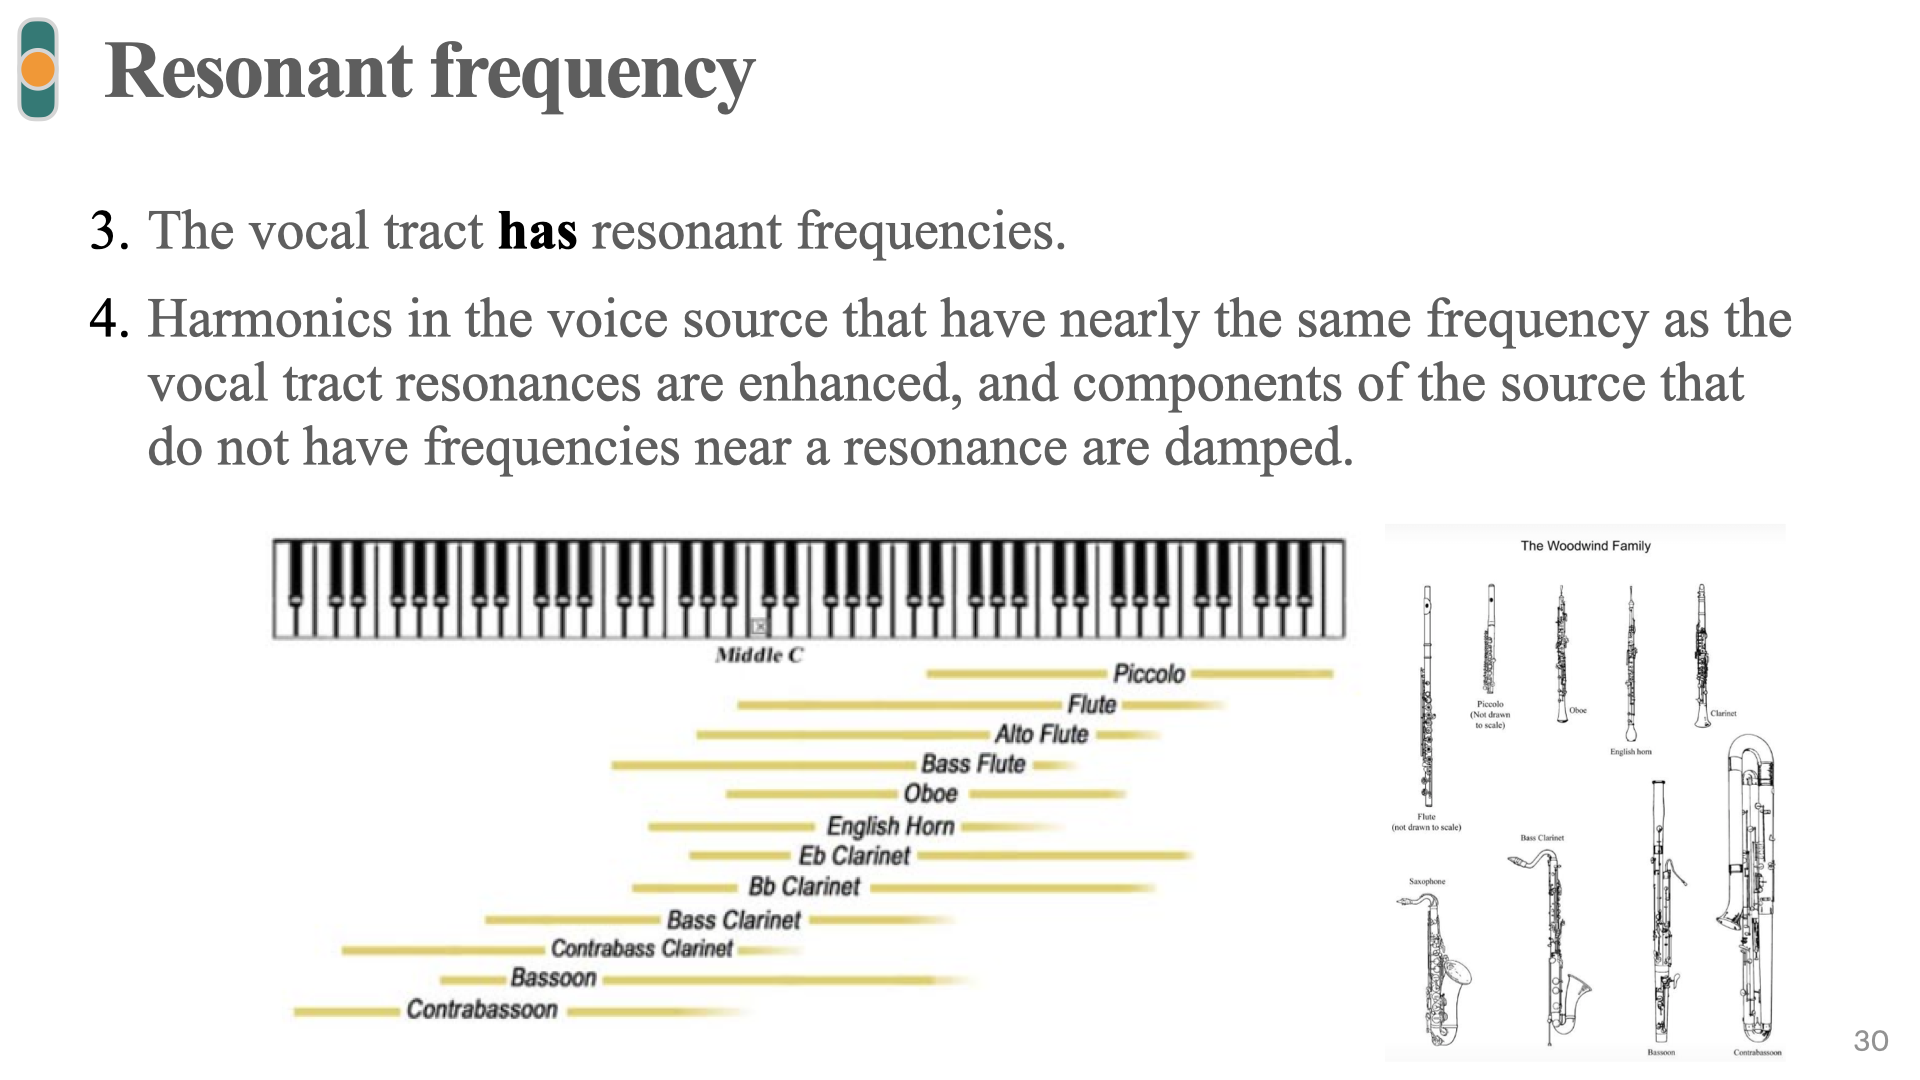 Resonant frequency
3. The vocal tract has resonant frequencies.
4. Harmonics in the voice source that have nearly the same frequency as the
vocal tract resonances are enhanced, and components of the source that
do not have frequencies near a resonance are damped.
Middle C
Piccolo
Flute
Alto Flute
Bass Flute
Oboe
English Horn
Eb Clarinet
Bb Clarinet
Bass Clarinet
Contrabass Clarinet
Bassoon
Contrabassoon
The Woodwind Family
Piccolo
(Not drawn
to scale)
Oboe
Clarinet
English horn
Flute
(not drawn to scale)
Bass Clarinet
Saxophone
Bassoon
Contrabassoon
30